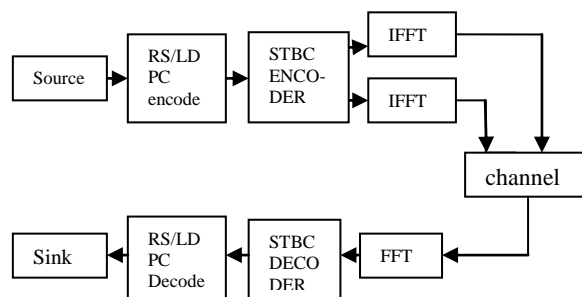 Source
RS/LD
PC
encode
STBC
ENCO-
DER
IFFT
IFFT
channel
Sink
RS/LD
PC
Decode
STBC
DECO
DER
FFT